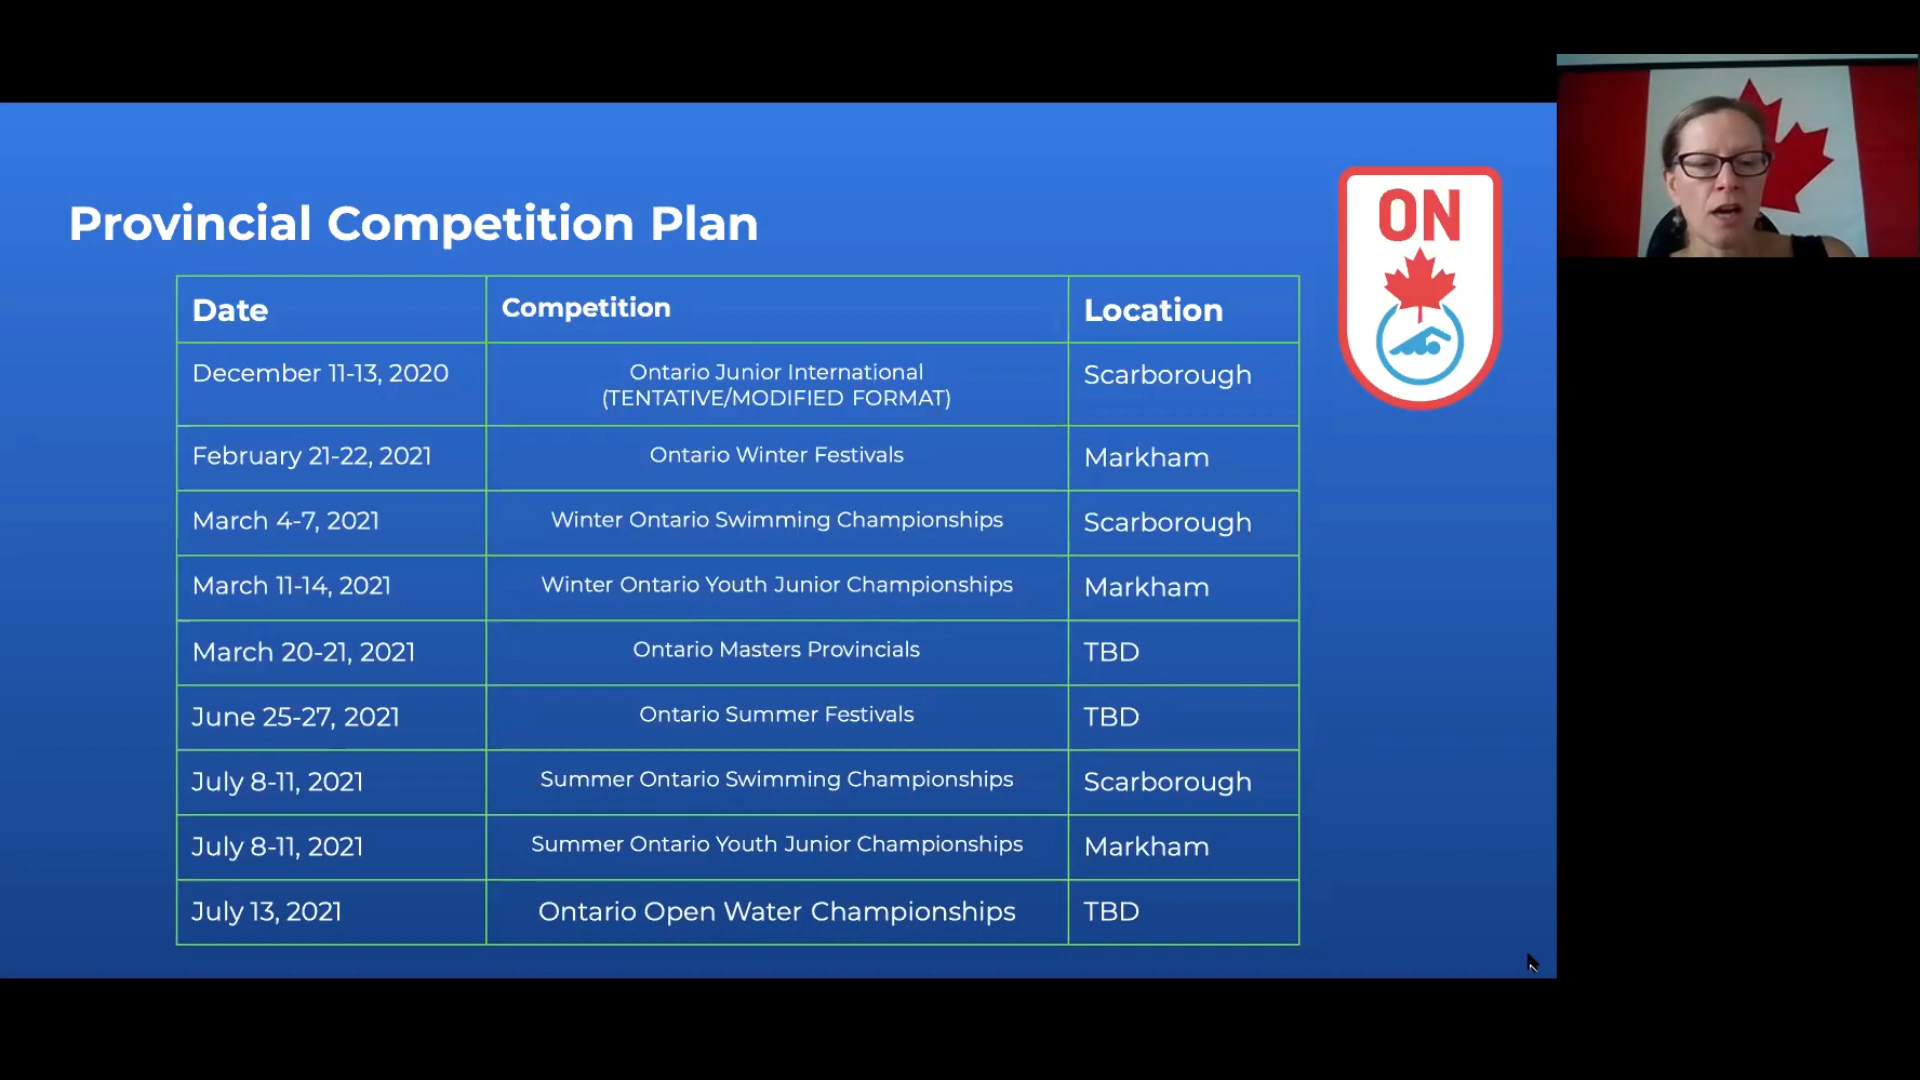 ON
Provincial Competition Plan
Date Competition Location
December 11-13, 2020 Ontario Junior International Scarborough
(TENTATIVE/MODIFIED FORMAT)
February 21-22, 2021 Ontario Winter Festivals Markham
March 4-7, 2021 Winter Ontario Swimming Championships Scarborough
March 11-14, 2021 Winter Ontario Youth Junior Championships Markham
March 20-21, 2021 Ontario Masters Provincials TBD
June 25-27, 2021 Ontario Summer Festivals TBD
July 8-11, 2021 Summer Ontario Swimming Championships Scarborough
July 8-11, 2021 Summer Ontario Youth Junior Championships Markham
July 13, 2021 Ontario Open Water Championships TBD